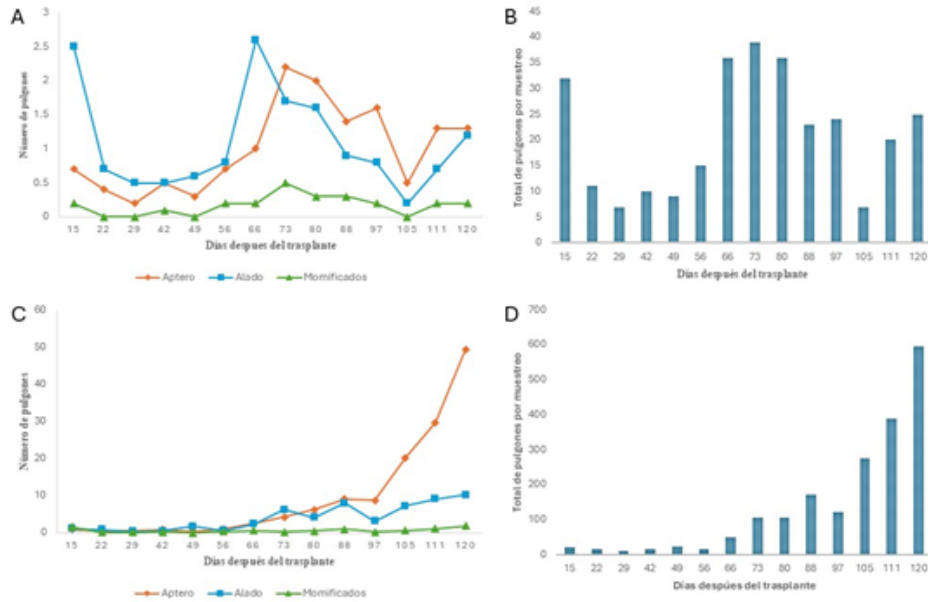 A
3
2.5
2
1.5
1
0.5
0
Número de pulgones
15 22 29 42 49 56 66 73 80 88 97 105 111 120
Días despues del trasplante
Aptero Alado Momificados
B
45
40
35
30
25
20
15
10
5
0
Total de pulgones por muestreo
15 22 29 42 49 56 66 73 80 88 97 105 111 120
Días después del trasplante
C
60
50
40
30
20
10
0
Número de pulgones
15 22 29 42 49 56 66 73 80 88 97 105 111 120
Días después del trasplante
Aptero Alado Momificados
D
700
600
500
400
300
200
100
0
Total de pulgones por muestreo
15 22 29 42 49 56 66 73 80 88 97 105 111 120
Días despúes del trasplante